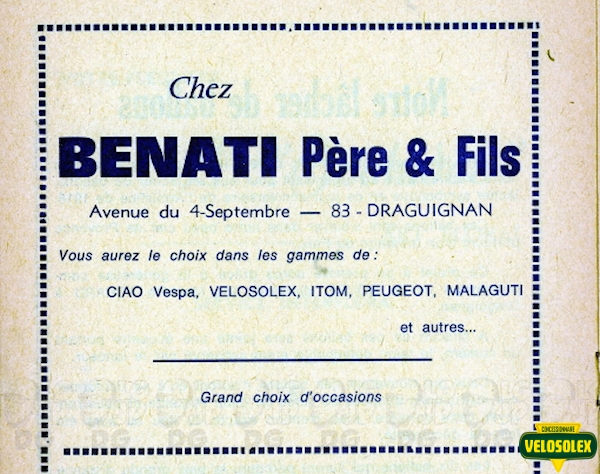 Chez
BENATI Père & Fils
Avenue du 4-Septembre — 83 - DRAGUIGNAN
Vous aurez le choix dans les gammes de :
CIAO Vespa, VELOSOLEX, ITOM, PEUGEOT, MALAGUTI
et autres...
Grand choix d'occasions
CONCESSIONNAIRE
VELOSOLEX